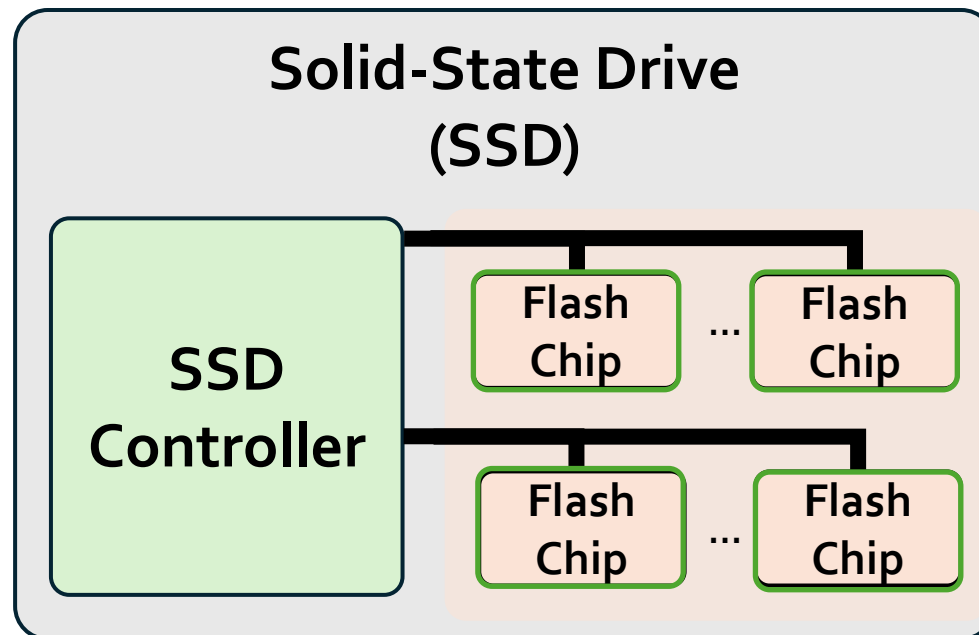 Solid-State Drive
(SSD)
SSD
Controller
Flash
Chip
...
Flash
Chip
Flash
Chip
...
Flash
Chip